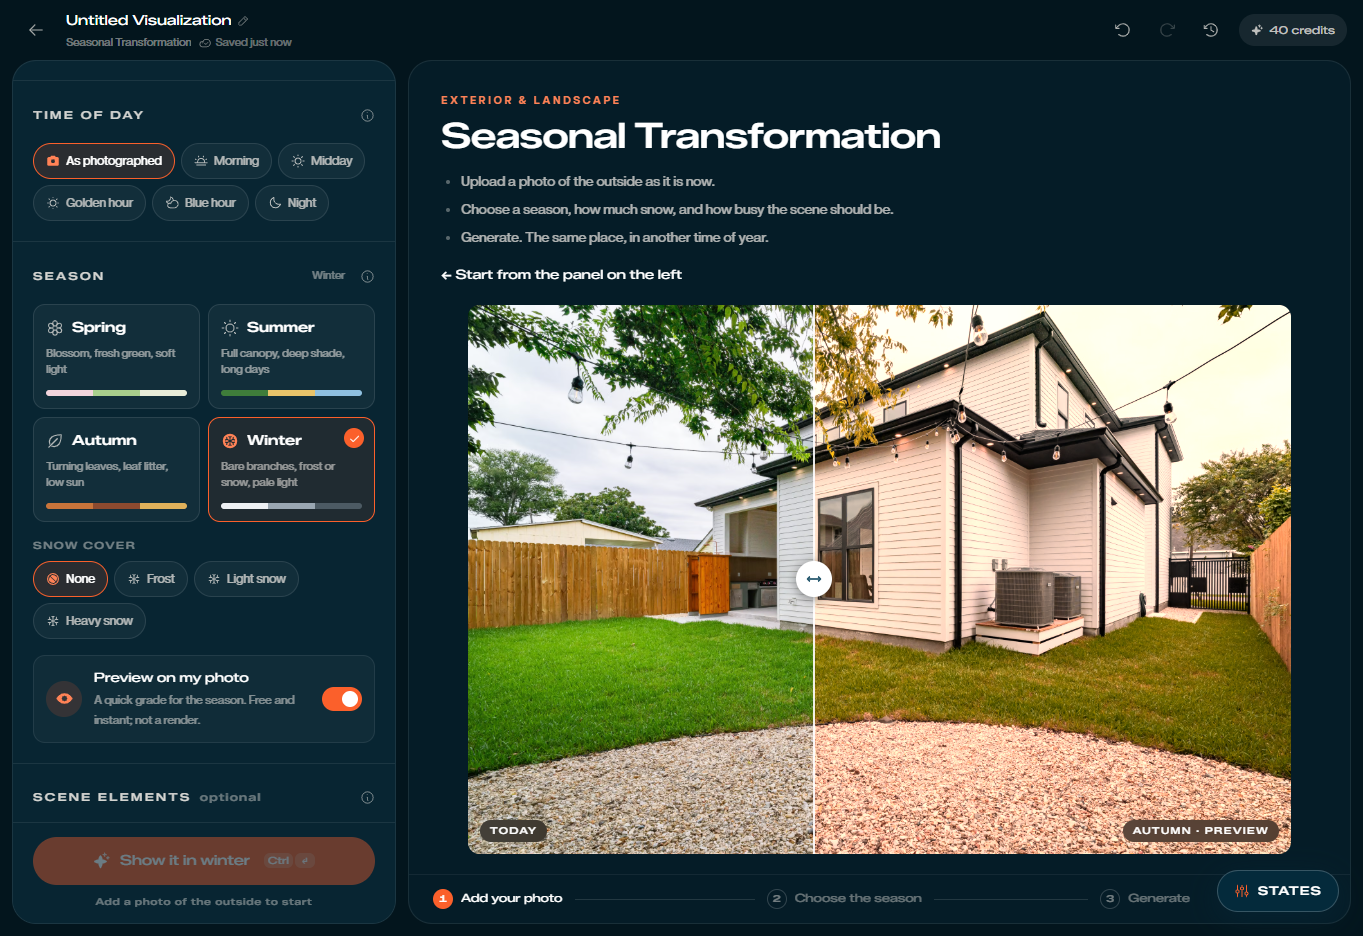 Untitled Visualization
Seasonal Transformation Saved just now
40 credits
TIME OF DAY
As photographed Morning Midday
Golden hour Blue hour Night
SEASON Winter
Spring
Blossom, fresh green, soft
light
Summer
Full canopy, deep shade,
long days
Autumn
Turning leaves, leaf litter,
low sun
Winter
Bare branches, frost or
snow, pale light
SNOW COVER
None Frost Light snow
Heavy snow
Preview on my photo
A quick grade for the season. Free and
instant; not a render.
SCENE ELEMENTS optional
Show it in winter Ctrl
Add a photo of the outside to start
EXTERIOR & LANDSCAPE
Seasonal Transformation
Upload a photo of the outside as it is now.
Choose a season, how much snow, and how busy the scene should be.
Generate. The same place, in another time of year.
Start from the panel on the left
TODAY
AUTUMN · PREVIEW
1 Add your photo
2 Choose the season
3 Generate
STATES